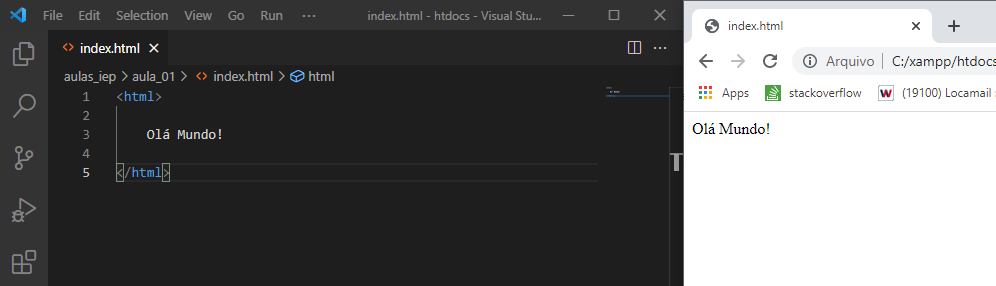 File Edit Selection View Go Run ··· index.html - htdocs - Visual Stu...
index.html
aulas_iep > aula_01 > index.html > html
1 <html>
2
3 Olá Mundo!
4
5 </html>
T
index.html
Arquivo | C:/xampp/htdocs
Apps stackoverflow (19100) Locamail
Olá Mundo!